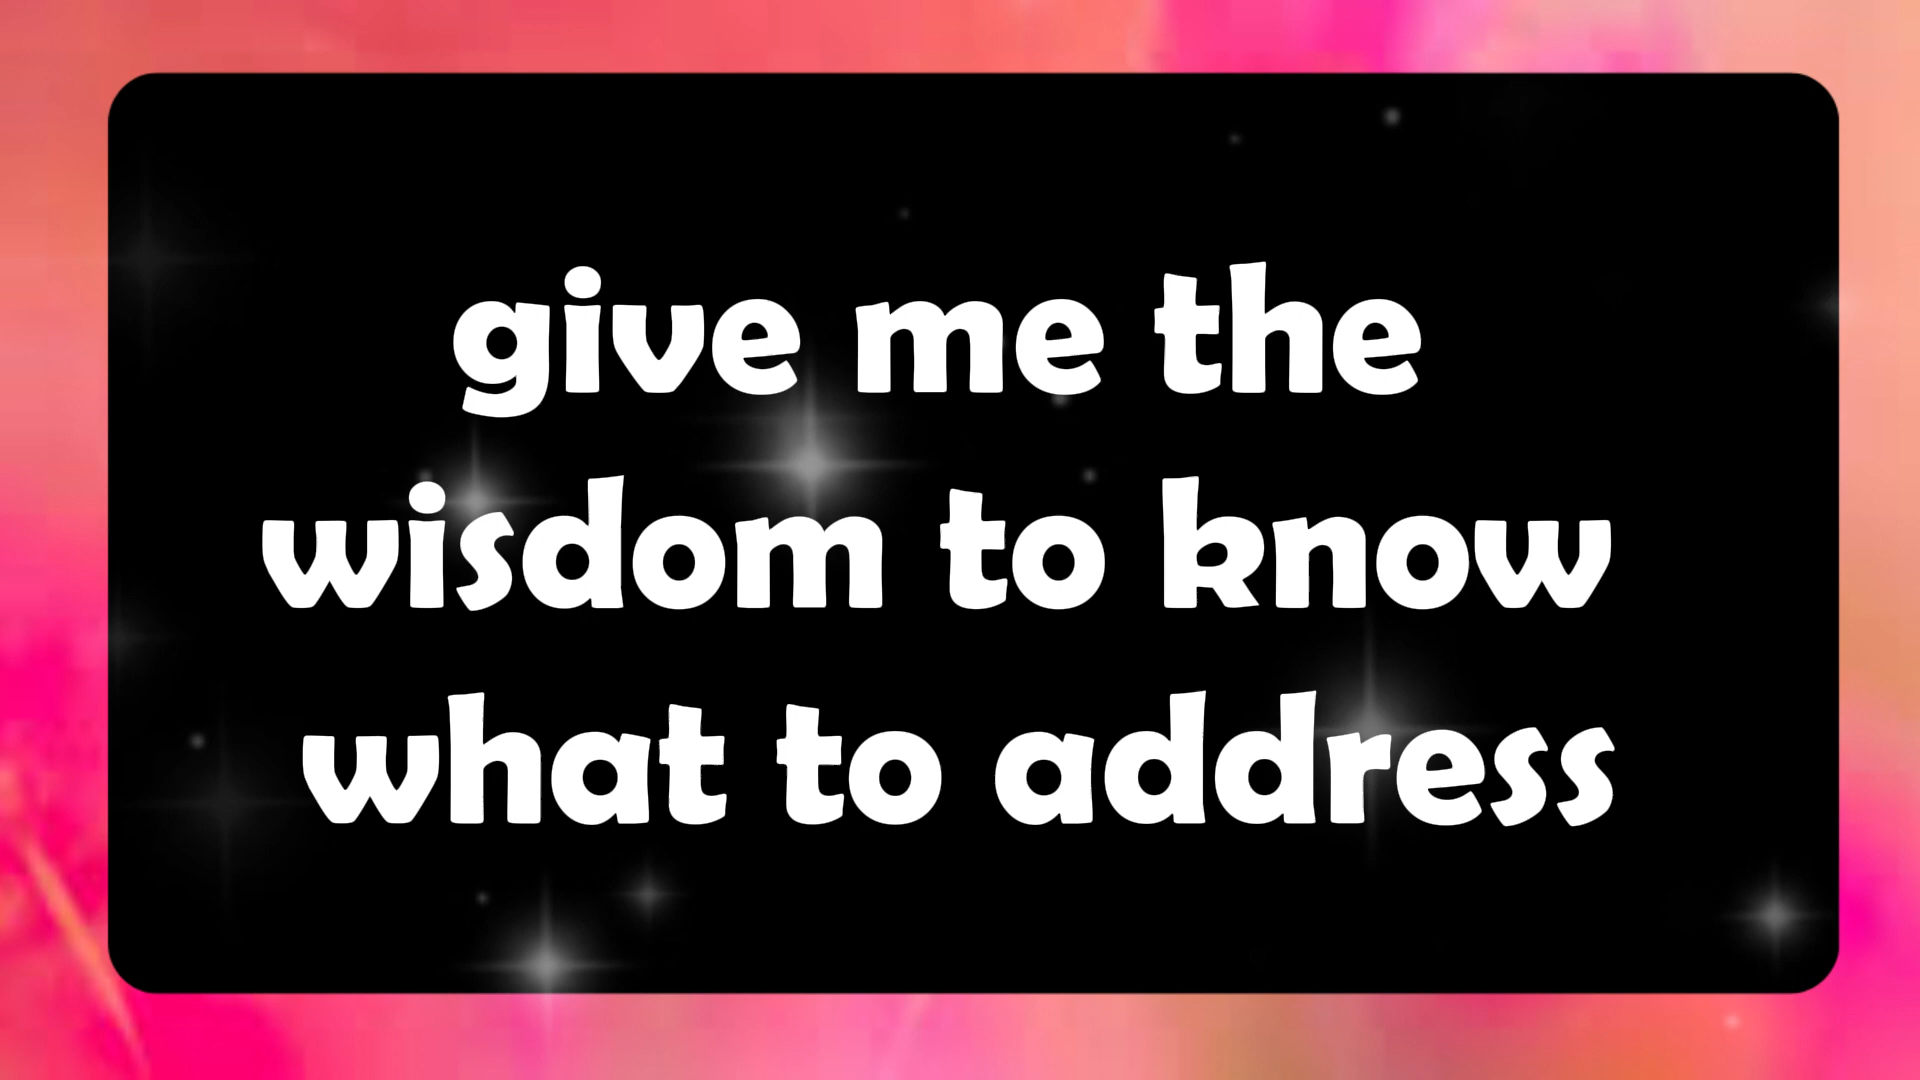 give me the
wisdom to know
what to address